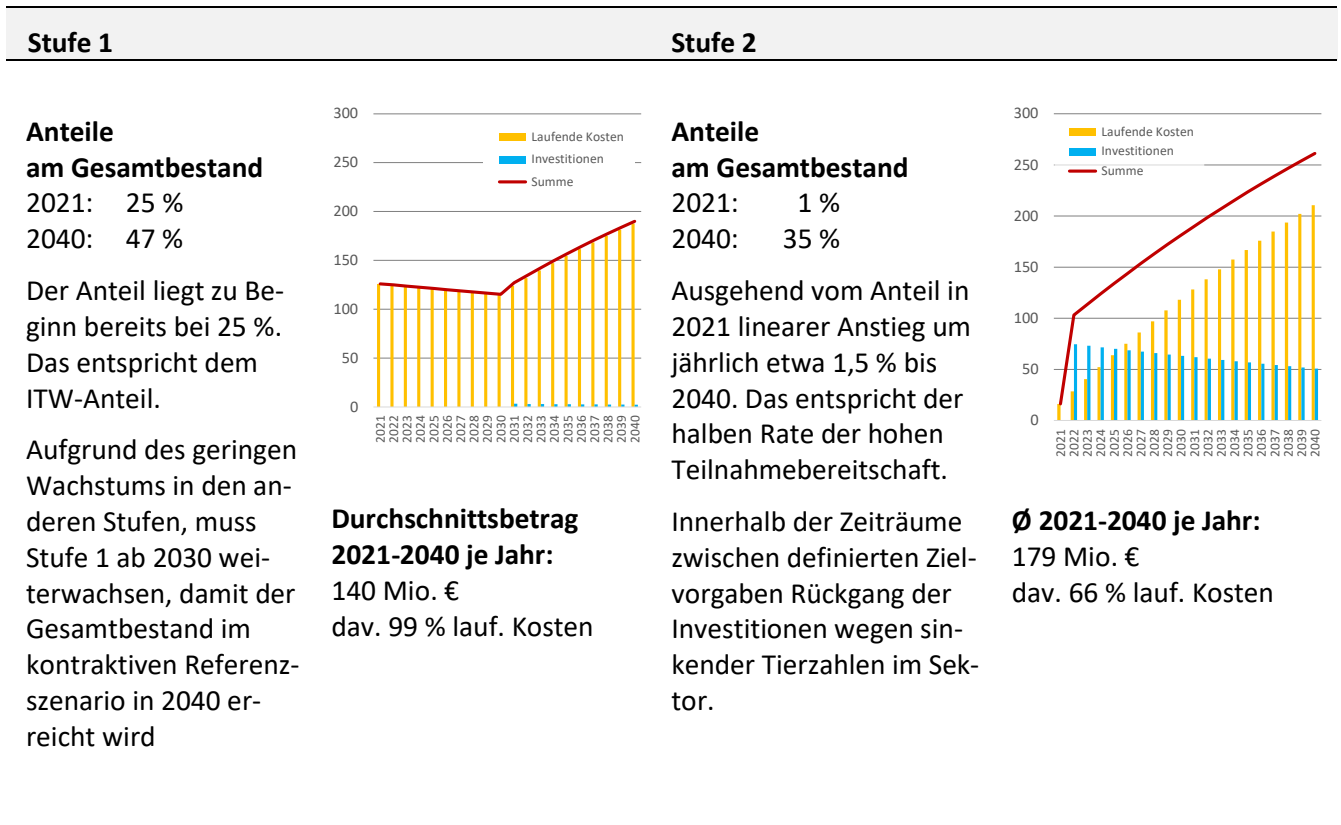 Stufe 1
Stufe 2
Anteile
am Gesamtbestand
2021: 25 %
2040: 47 %
Der Anteil liegt zu Be-
ginn bereits bei 25 %.
Das entspricht dem
ITW-Anteil.
Aufgrund des geringen
Wachstums in den an-
deren Stufen, muss
Stufe 1 ab 2030 wei-
terwachsen, damit der
Gesamtbestand im
kontraktiven Referenz-
szenario in 2040 er-
reicht wird
300
250
200
150
100
50
0
Laufende Kosten
Investitionen
Summe
2021
2022
2023
2024
2025
2026
2027
2028
2029
2030
2031
2032
2033
2034
2035
2036
2037
2038
2039
2040
Durchschnittsbetrag
2021-2040 je Jahr:
140 Mio. €
dav. 99 % lauf. Kosten
Anteile
am Gesamtbestand
2021: 1 %
2040: 35 %
Ausgehend vom Anteil in
2021 linearer Anstieg um
jährlich etwa 1,5 % bis
2040. Das entspricht der
halben Rate der hohen
Teilnahmebereitschaft.
Innerhalb der Zeiträume
zwischen definierten Ziel-
vorgaben Rückgang der
Investitionen wegen sin-
kender Tierzahlen im Sek-
tor.
300
250
200
150
100
50
0
Laufende Kosten
Investitionen
Summe
2021
2022
2023
2024
2025
2026
2027
2028
2029
2030
2031
2032
2033
2034
2035
2036
2037
2038
2039
2040
Ø 2021-2040 je Jahr:
179 Mio. €
dav. 66 % lauf. Kosten